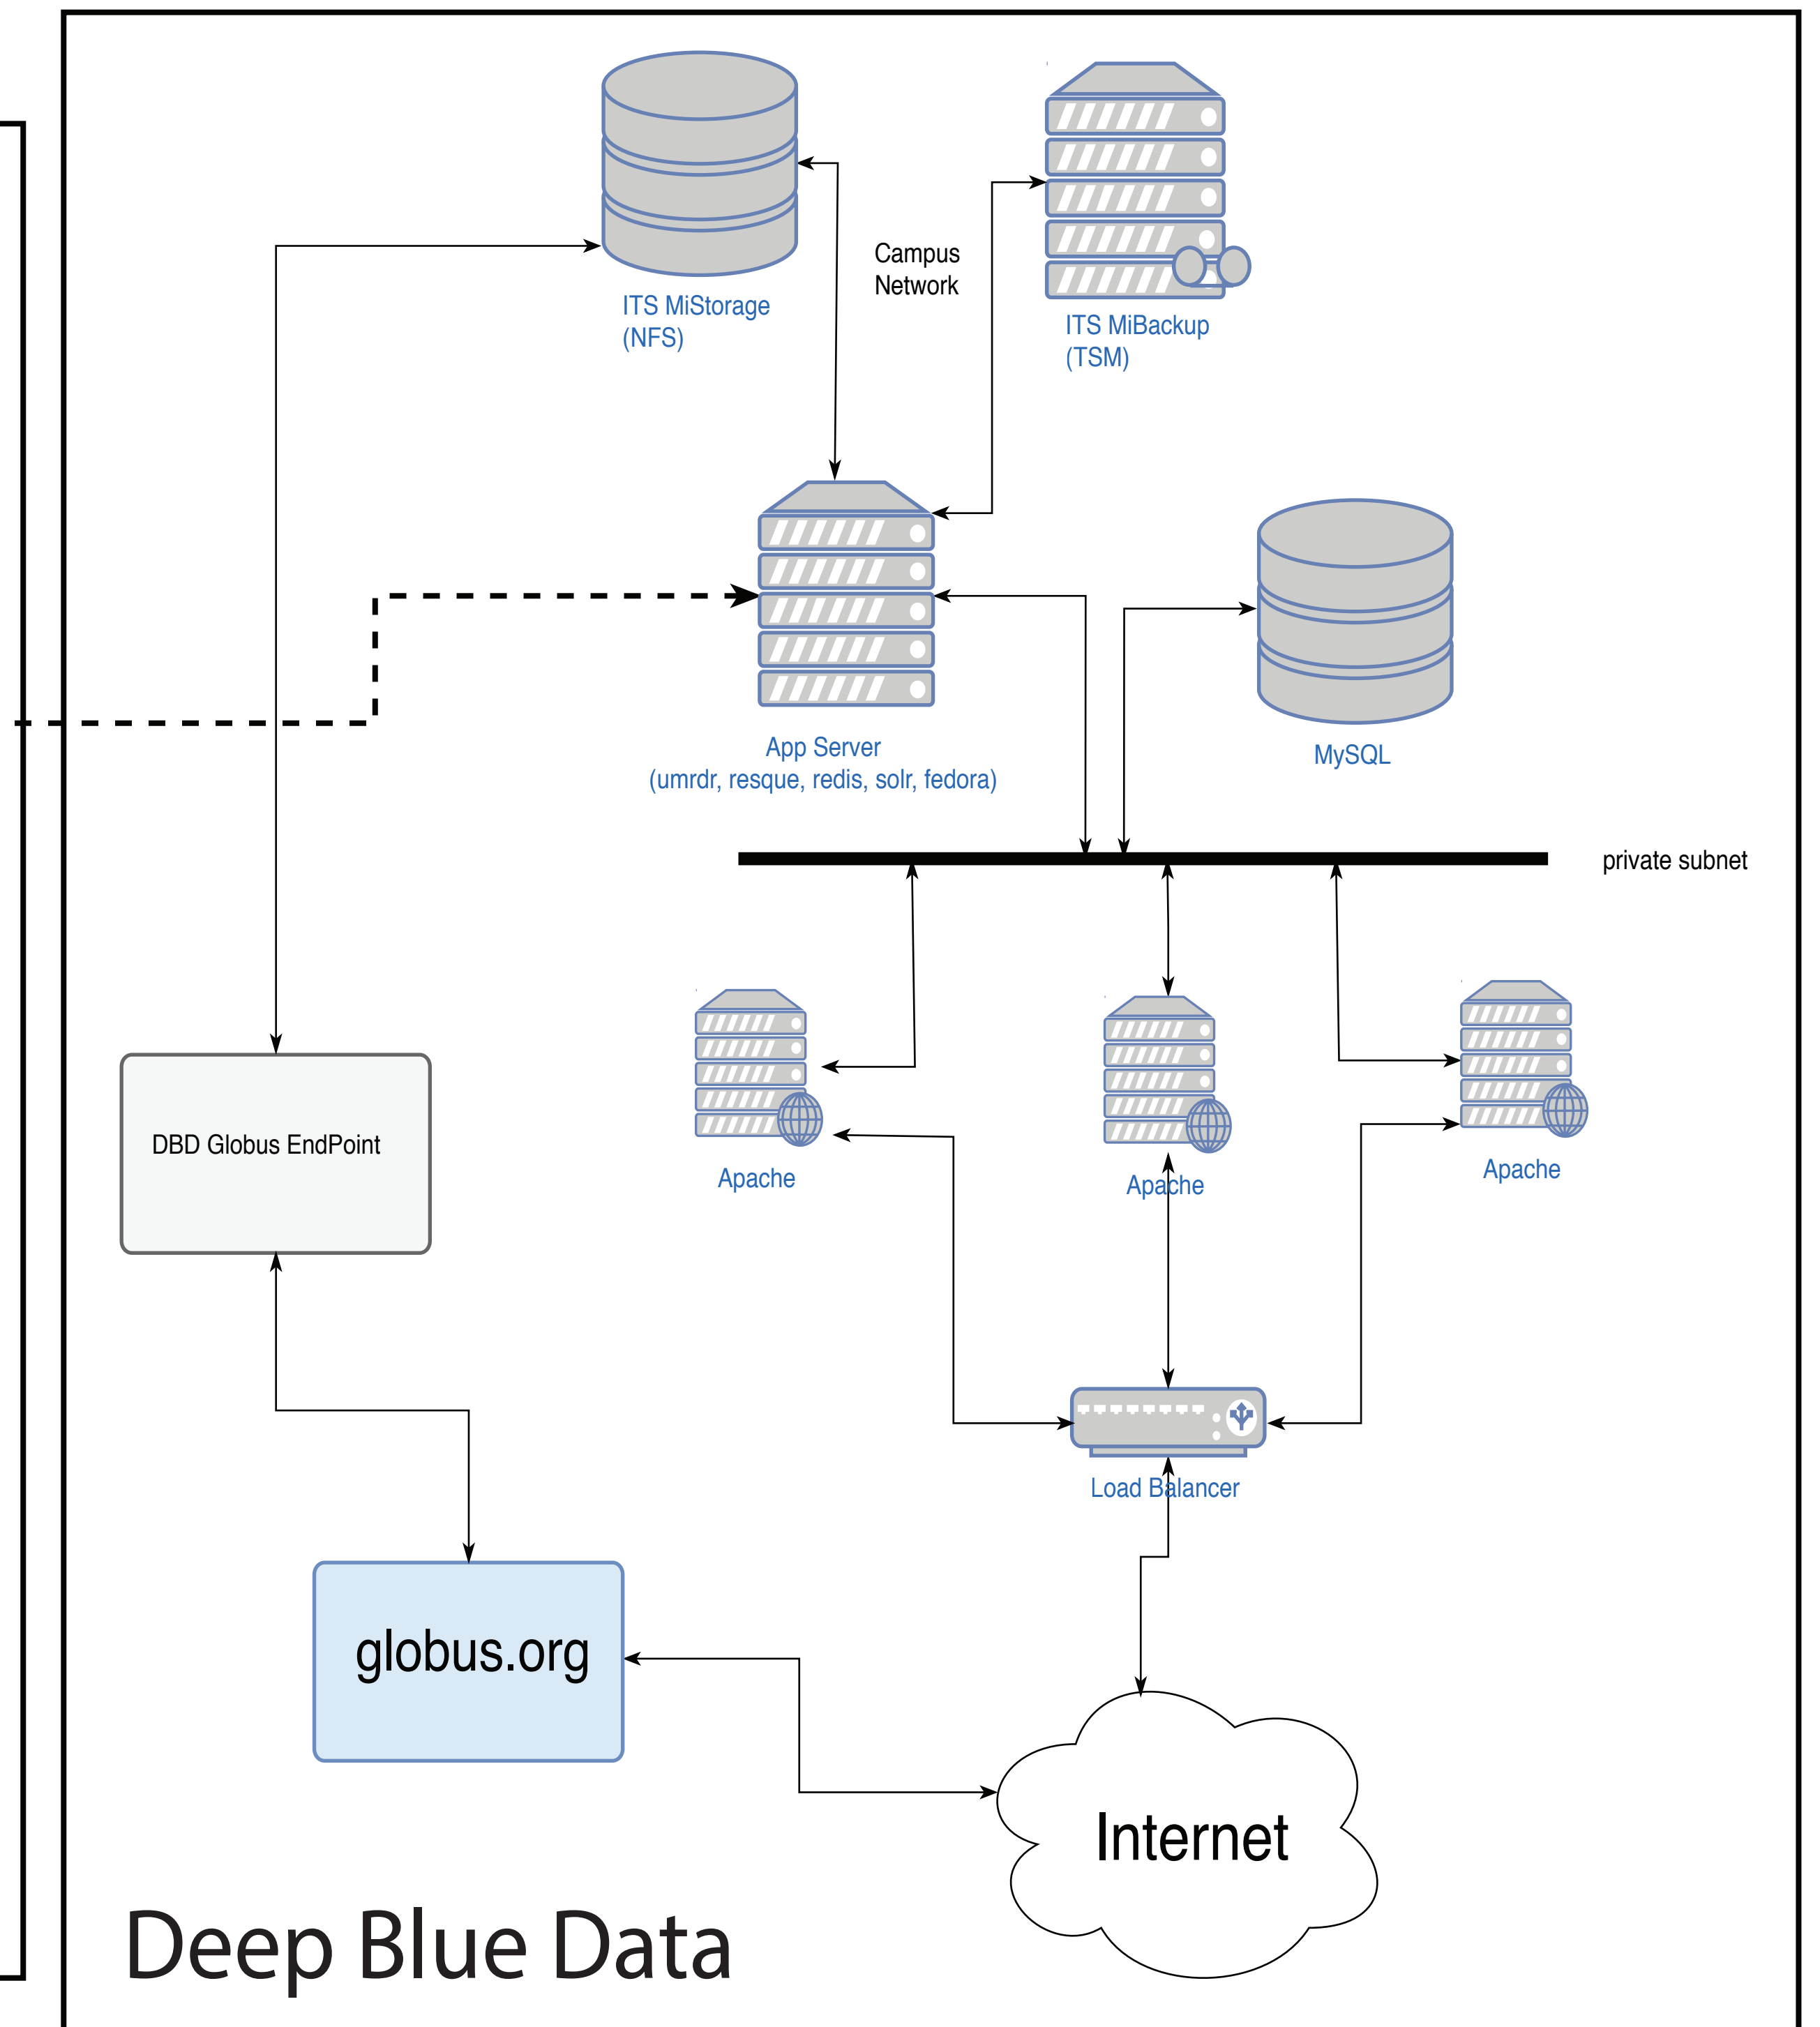 Campus
Network
ITS MiStorage
(NFS)
ITS MiBackup
(TSM)
App Server
(umrdr, resque, redis, solr, fedora)
MySQL
private subnet
DBD Globus EndPoint
Apache
Apache
Apache
Load Balancer
globus.org
Internet
Deep Blue Data